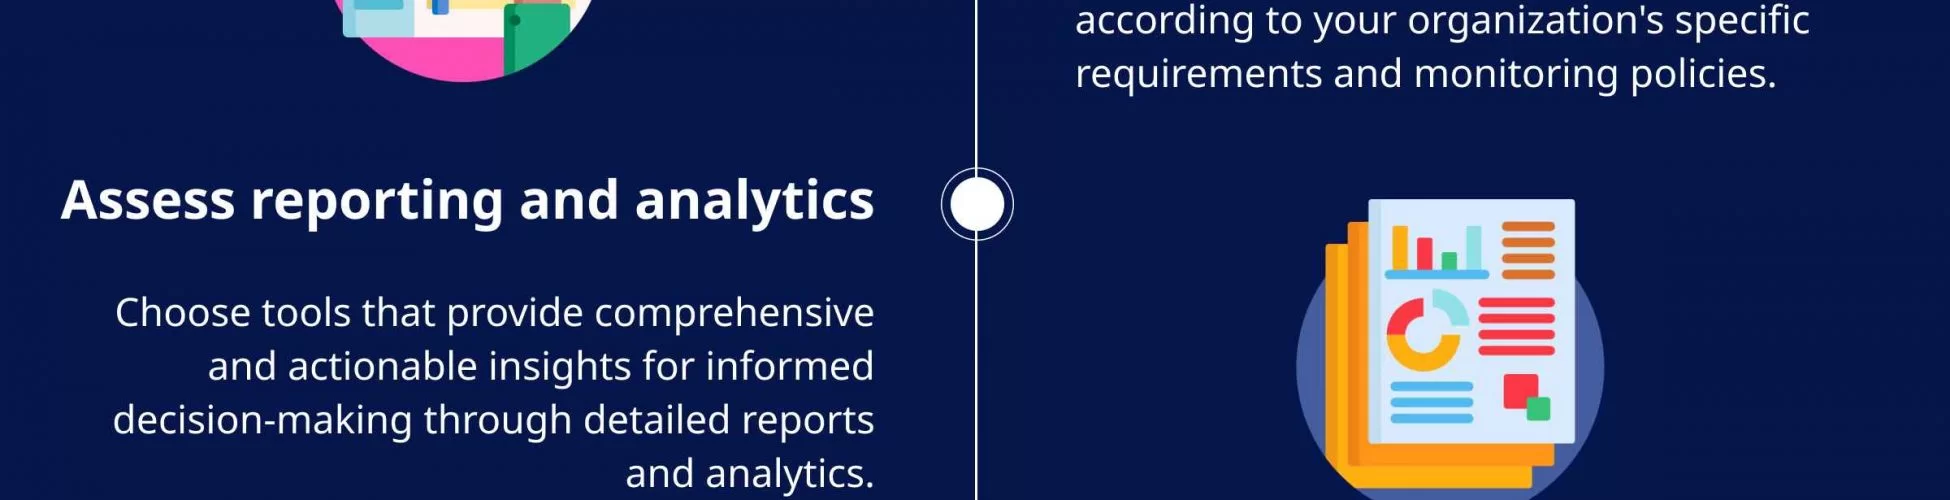 according to your organization's specific
requirements and monitoring policies.
Assess reporting and analytics
Choose tools that provide comprehensive
and actionable insights for informed
decision-making through detailed reports
and analytics.